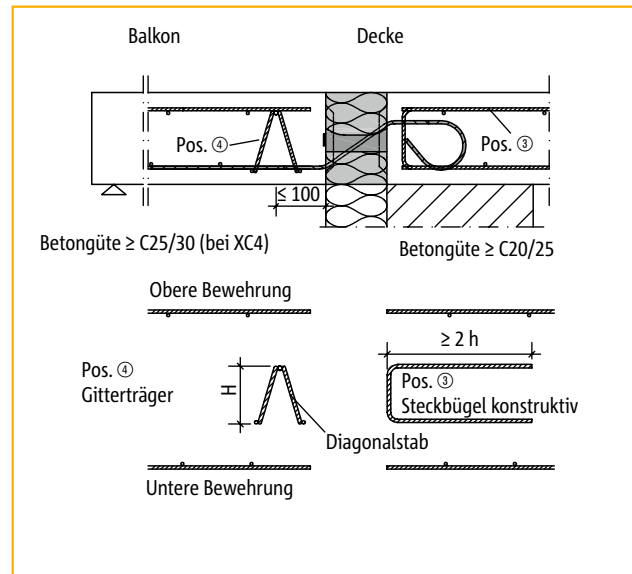 Balkon
Decke
Pos. ④
Pos. ③
≤ 100
Betongüte ≥ C25/30 (bei XC4)
Betongüte ≥ C20/25
Obere Bewehrung
≥ 2 h
Pos. ④
Gitterträger
H
Pos. ③
Steckbügel konstruktiv
Diagonalstab
Untere Bewehrung